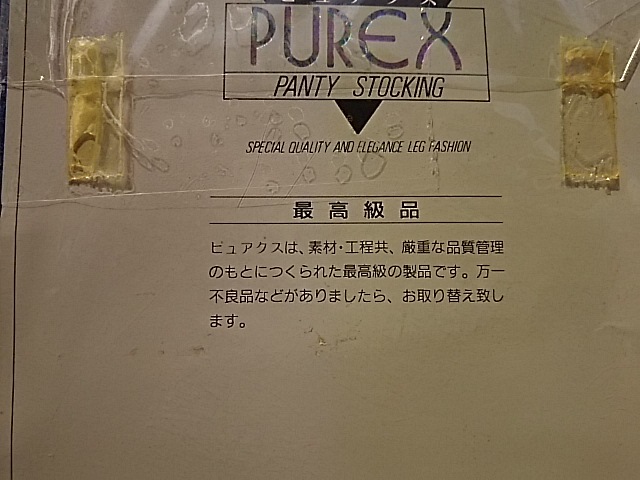 PUREX
PANTY STOCKING
SPECIAL QUALITY AND ELEGANCE LEG FASHION
最高級品
ピュアクスは、素材・工程共、厳重な品質管理
のもとにつくられた最高級の製品です。万一
不良品などがありましたら、お取り替え致し
ます。